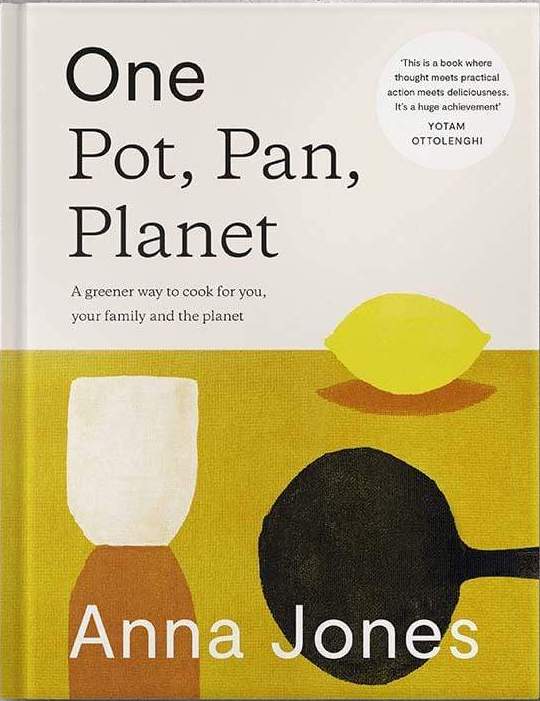 One
Pot, Pan,
Planet
A greener way to cook for you,
your family and the planet
‘This is a book where
thought meets practical
action meets deliciousness.
It’s a huge achievement’
YOTAM
OTTOLENGHI
Anna Jones